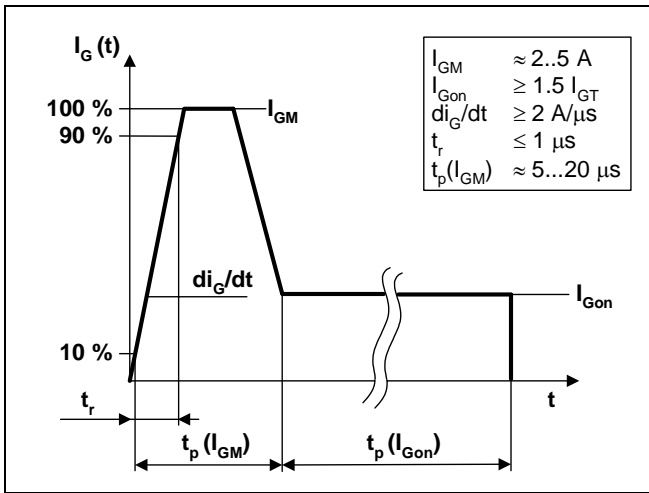 I_G (t)
100 %
90 %
10 %
I_GM
di_G/dt
I_Gon
t
t_r
t_p (I_GM)
t_p (I_Gon)
I_GM ≈ 2..5 A
I_Gon ≥ 1.5 I_GT
di_G/dt ≥ 2 A/μs
t_r ≤ 1 μs
t_p(I_GM) ≈ 5...20 μs